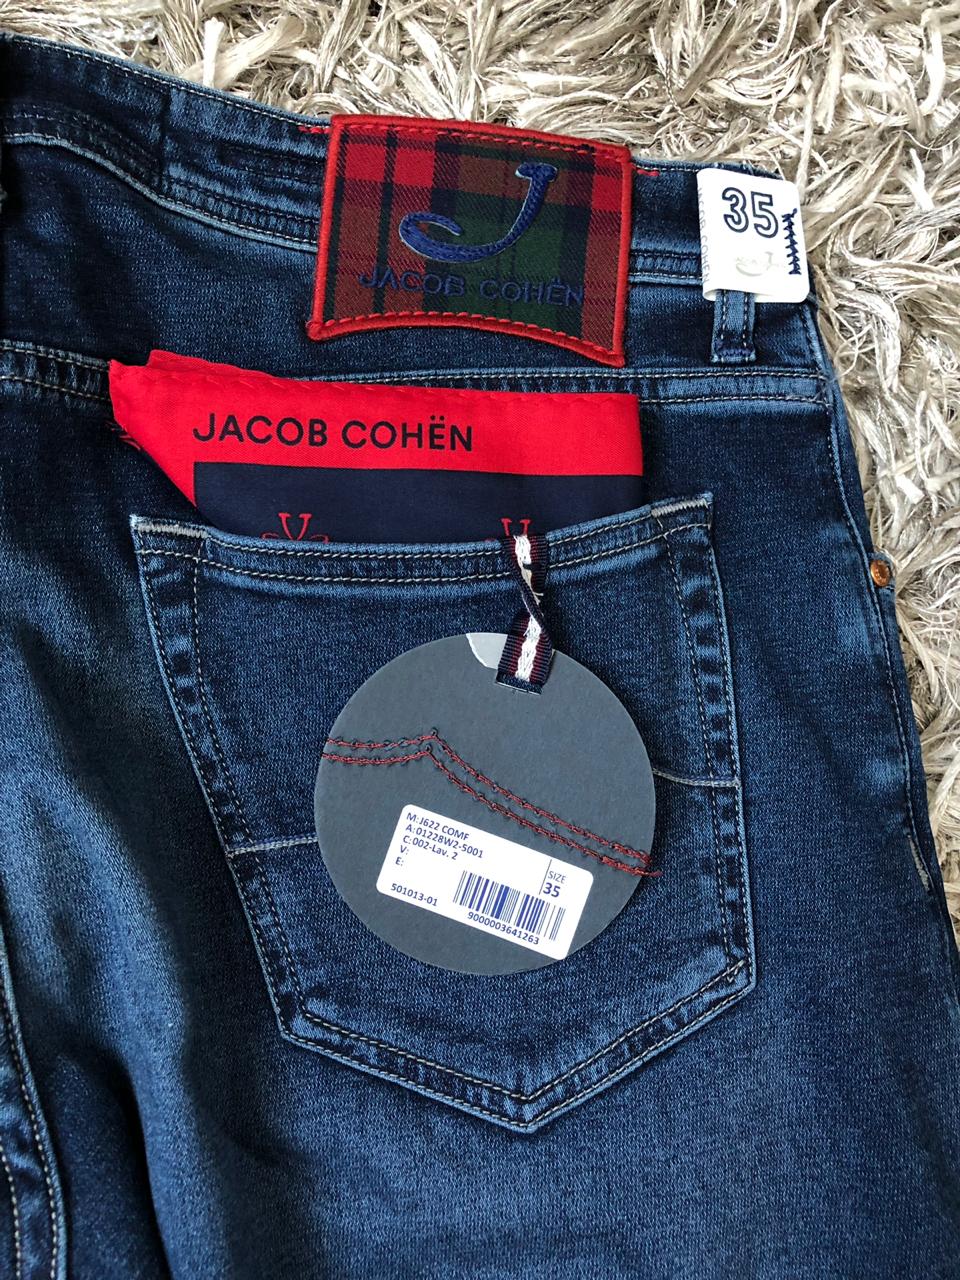 J
JACOB COHËN
35
JACOB COHËN
M:J622 COMF
A:01228W2-5001
C:002-Lav. 2
V:
E:
SIZE
35
501013-01
9000003641263